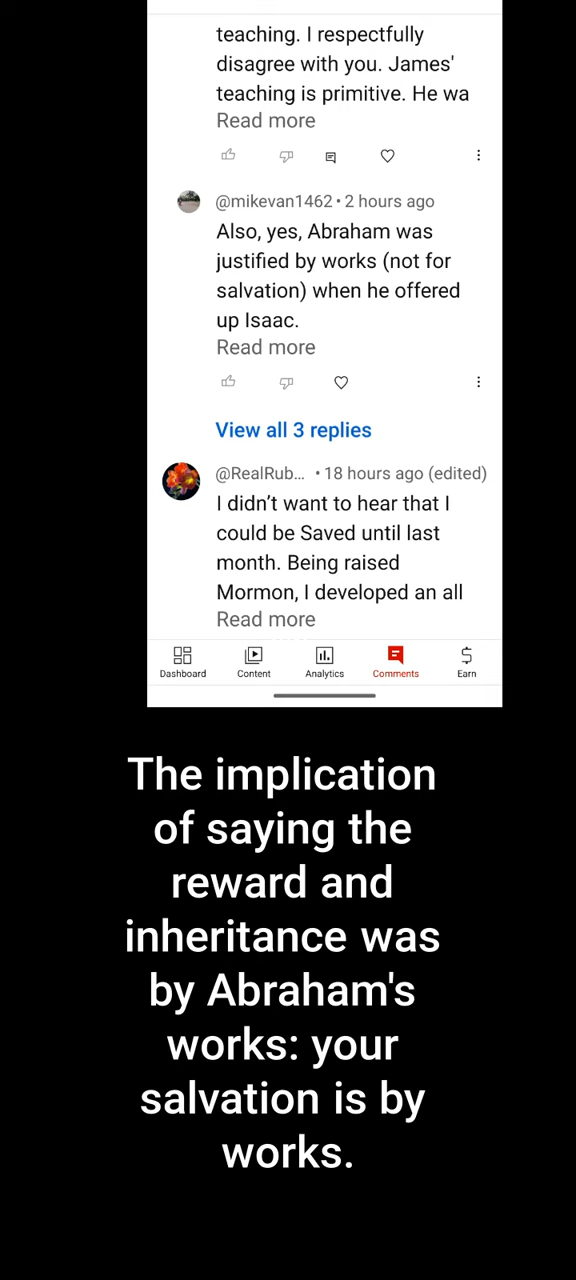 teaching. I respectfully
disagree with you. James'
teaching is primitive. He wa
Read more
@mikevan1462 • 2 hours ago
Also, yes, Abraham was
justified by works (not for
salvation) when he offered
up Isaac.
Read more
View all 3 replies
@RealRub... • 18 hours ago (edited)
I didn't want to hear that I
could be Saved until last
month. Being raised
Mormon, I developed an all
Read more
Dashboard Content Analytics Comments Earn
The implication
of saying the
reward and
inheritance was
by Abraham's
works: your
salvation is by
works.